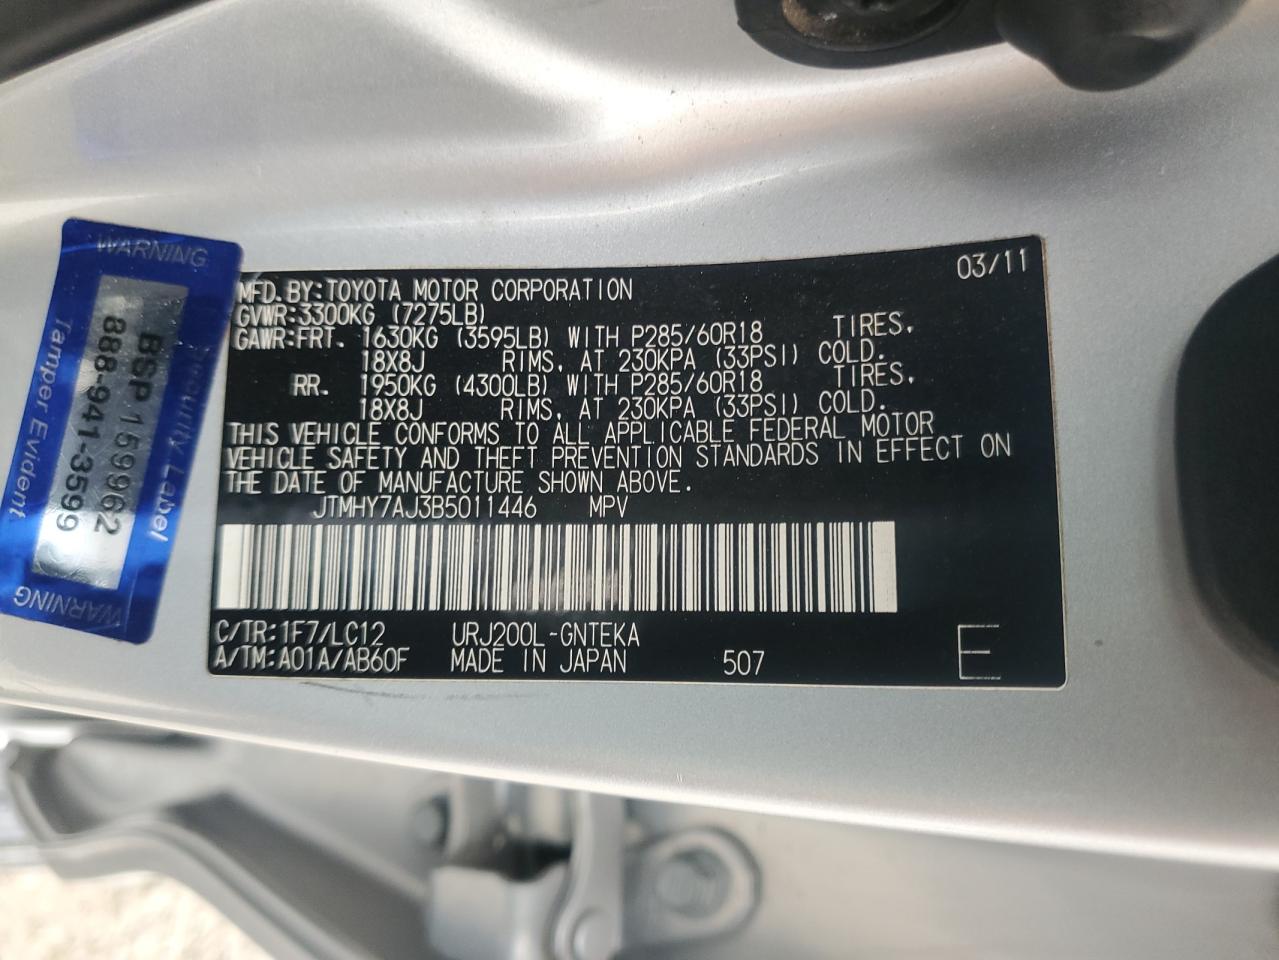 03/11
MFD.BY:TOYOTA MOTOR CORPORATION
GVWR:3300KG (7275LB)
GAWR:FRT. 1630KG (3595LB) WITH P285/60R18 TIRES.
18X8J RIMS, AT 230KPA (33PSI) COLD.
RR. 1950KG (4300LB) WITH P285/60R18 TIRES.
18X8J RIMS, AT 230KPA (33PSI) COLD.
THIS VEHICLE CONFORMS TO ALL APPLICABLE FEDERAL MOTOR
VEHICLE SAFETY AND THEFT PREVENTION STANDARDS IN EFFECT ON
THE DATE OF MANUFACTURE SHOWN ABOVE.
JTMHY7AJ3B5011446 MPV
C/TR:1F7/LC12 URJ200L-GNTEKA
A/TM:A01A/AB60F MADE IN JAPAN 507 E
WARNING
Security Label
BSP 159962
888-941-3599
Tamper Evident
WARNING